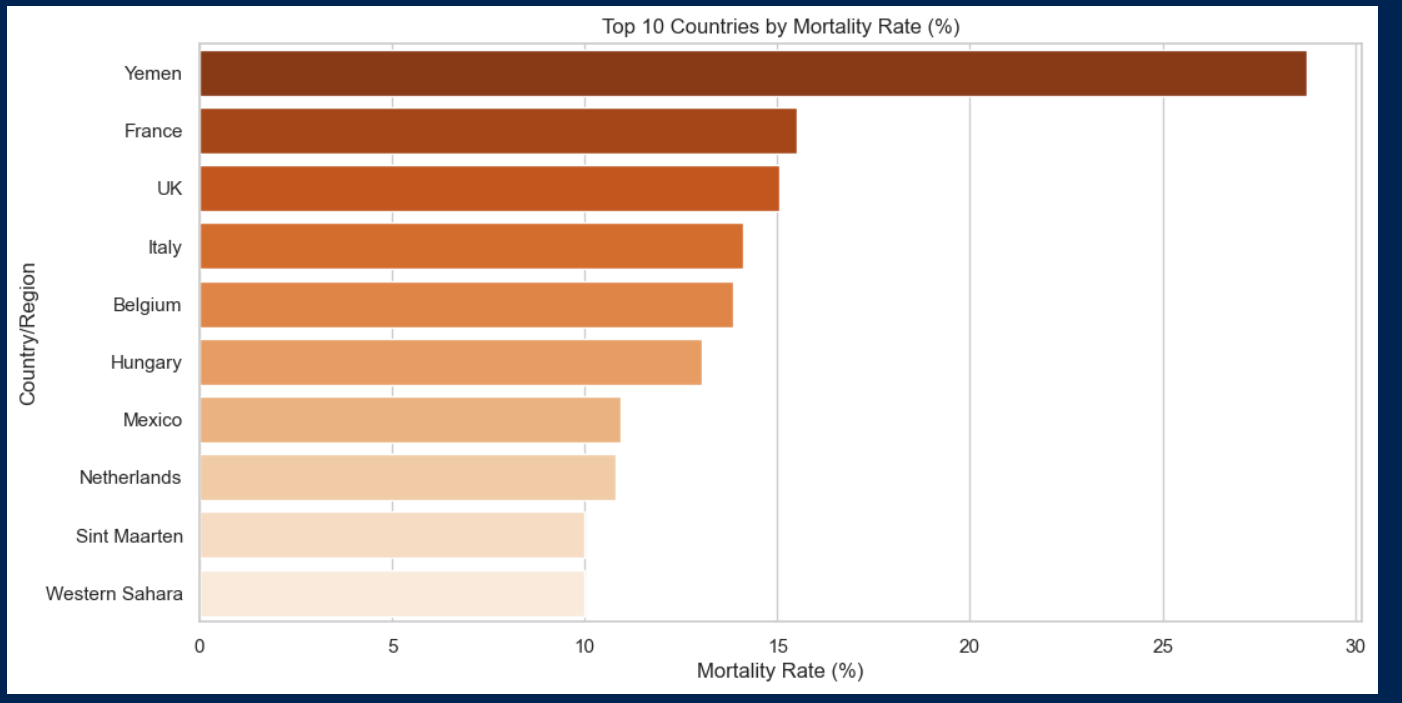 Top 10 Countries by Mortality Rate (%)
Country/Region
Yemen
France
UK
Italy
Belgium
Hungary
Mexico
Netherlands
Sint Maarten
Western Sahara
0 5 10 15 20 25 30
Mortality Rate (%)